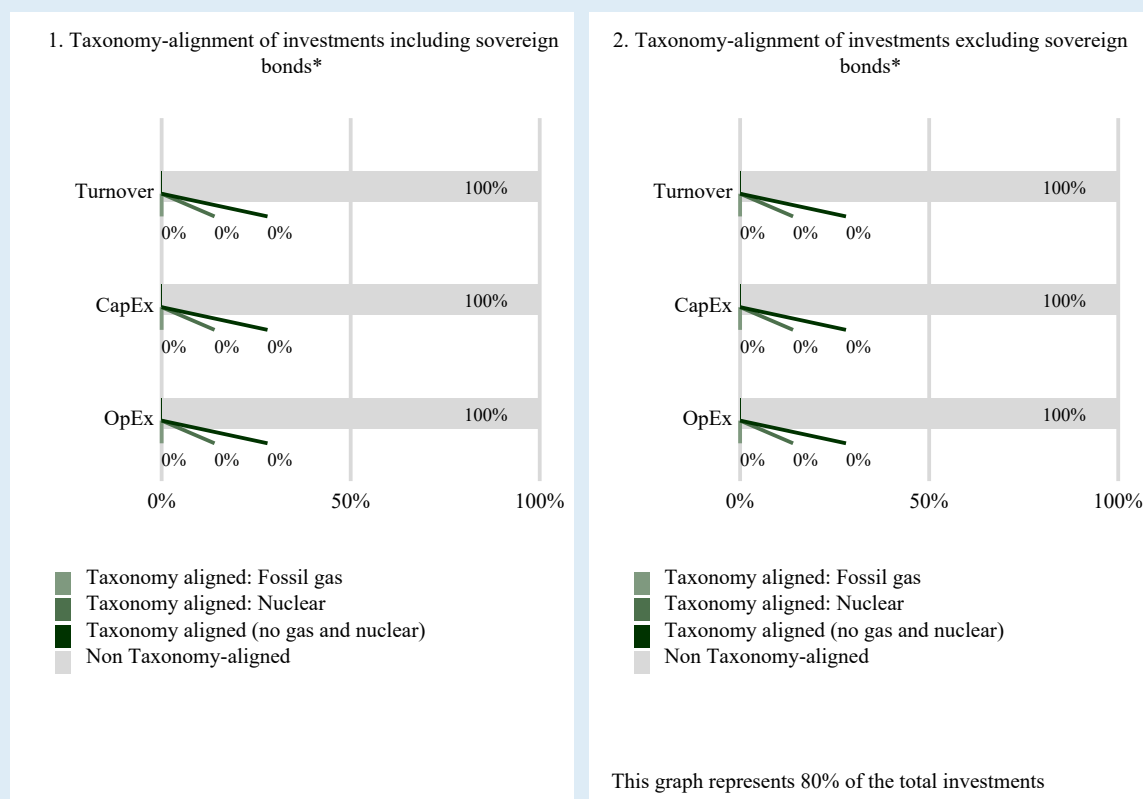 1. Taxonomy-alignment of investments including sovereign
bonds*
Turnover
100%
0% 0% 0%
CapEx
100%
0% 0% 0%
OpEx
100%
0% 0% 0%
0% 50% 100%
Taxonomy aligned: Fossil gas
Taxonomy aligned: Nuclear
Taxonomy aligned (no gas and nuclear)
Non Taxonomy-aligned
2. Taxonomy-alignment of investments excluding sovereign
bonds*
Turnover
100%
0% 0% 0%
CapEx
100%
0% 0% 0%
OpEx
100%
0% 0% 0%
0% 50% 100%
Taxonomy aligned: Fossil gas
Taxonomy aligned: Nuclear
Taxonomy aligned (no gas and nuclear)
Non Taxonomy-aligned
This graph represents 80% of the total investments